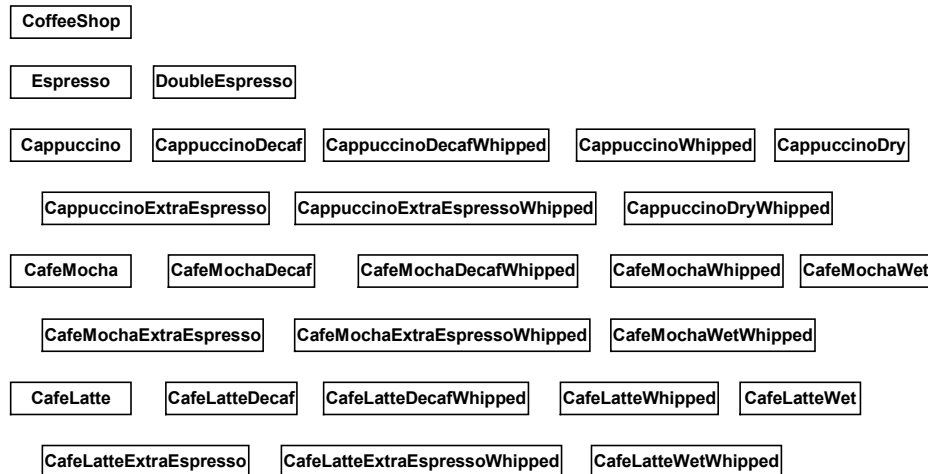 CoffeeShop
Espresso DoubleEspresso
Cappuccino CappuccinoDecaf CappuccinoDecafWhipped CappuccinoWhipped CappuccinoDry
CappuccinoExtraEspresso CappuccinoExtraEspressoWhipped CappuccinoDryWhipped
CafeMocha CafeMochaDecaf CafeMochaDecafWhipped CafeMochaWhipped CafeMochaWet
CafeMochaExtraEspresso CafeMochaExtraEspressoWhipped CafeMochaWetWhipped
CafeLatte CafeLatteDecaf CafeLatteDecafWhipped CafeLatteWhipped CafeLatteWet
CafeLatteExtraEspresso CafeLatteExtraEspressoWhipped CafeLatteWetWhipped